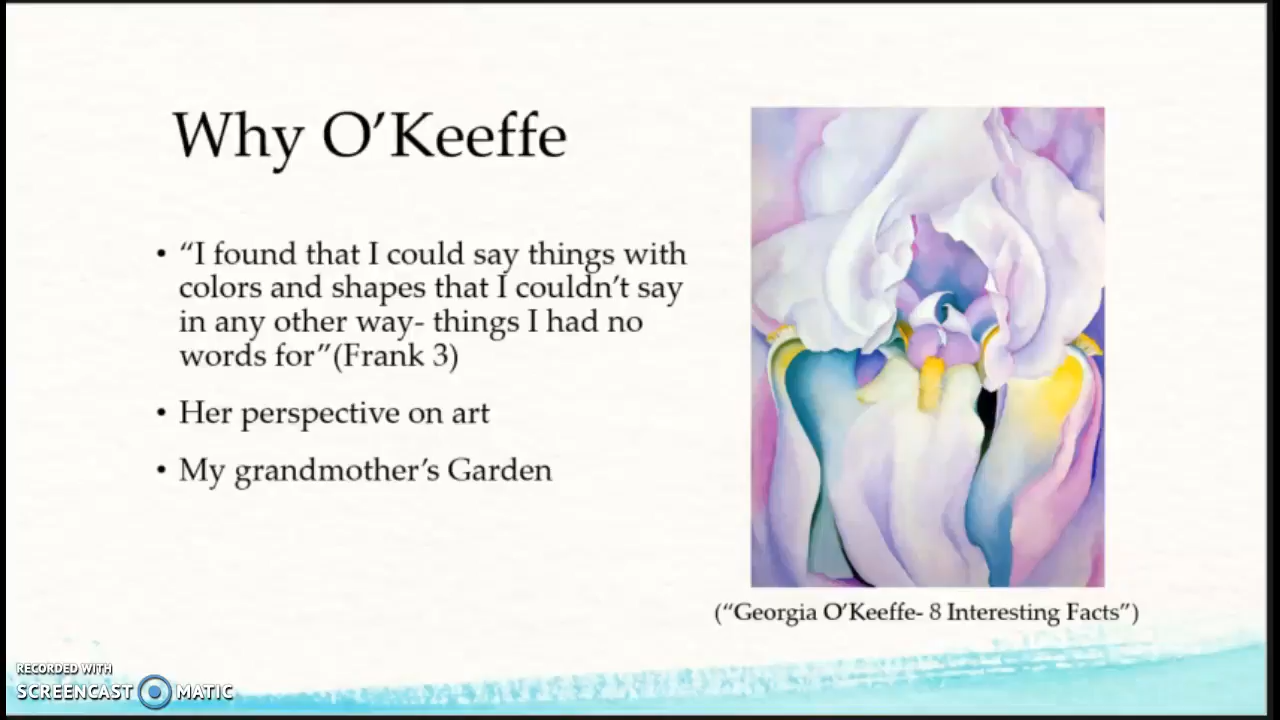 Why O’Keeffe
• “I found that I could say things with
colors and shapes that I couldn’t say
in any other way- things I had no
words for”(Frank 3)
• Her perspective on art
• My grandmother’s Garden
(“Georgia O’Keeffe- 8 Interesting Facts”)
RECORDED WITH
SCREENCAST MATIC